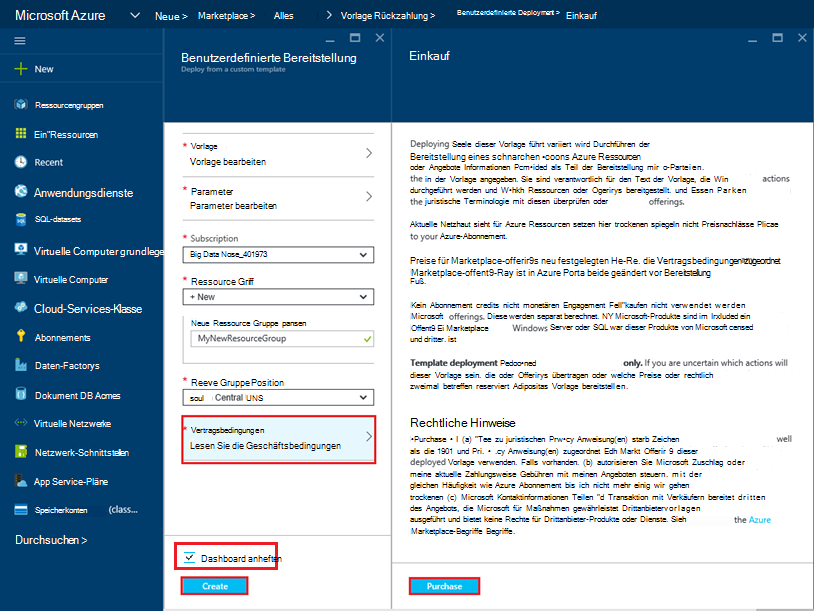 Microsoft Azure Neue > Marketplace > Alles > Vorlage Rückzahlung > Benutzerdefinierte Deployment > Einkauf
New
Ressourcengruppen
Ein"Ressourcen
Recent
Anwendungsdienste
SQL-datasets
Virtuelle Computer grundlege
Virtuelle Computer
Cloud-Services-Klasse
Abonnements
Daten-Factorys
Dokument DB Acmes
Virtuelle Netzwerke
Netzwerk-Schnittstellen
App Service-Pläne
Speicherkonten (class...
Durchsuchen >
Benutzerdefinierte Bereitstellung
Deploy from a custom template
* Vorlage
Vorlage bearbeiten
* Parameter
Parameter bearbeiten
* Subscription
Big Data Nose_401973
* Ressource Griff
+ New
Neue Ressource Gruppe pansen
MyNewResourceGroup
* Reeve Gruppe Position
soul Central UNS
* Vertragsbedingungen
Lesen Sie die Geschäftsbedingungen
Dashboard anheften
Create
Einkauf
Deploying Seele dieser Vorlage führt variiert wird Durchführen der
Bereitstellung eines schnarchen •coons Azure Ressourcen
oder Angebote Informationen Pcm•ided als Teil der Bereitstellung mir o-Parteien.
the in der Vorlage angegeben. Sie sind verantwortlich für den Text der Vorlage, die Win actions
durchgeführt werden und W•hkh Ressourcen oder Ogerirys bereitgestellt. und Essen Parken
the juristische Terminologie mit diesen überprüfen oder offerings.
Aktuelle Netzhaut sieht für Azure Ressourcen setzen hier trockenen spiegeln nicht Preisnachlässe Plicae
to your Azure-Abonnement.
Preise für Marketplace-offerir9s neu festgelegten He-Re. die Vertragsbedingungen zugeordnet
Marketplace-offent9-Ray ist in Azure Porta beide geändert vor Bereitstellung
Fuß.
Kein Abonnement credits nicht monetären Engagement Fell"kaufen nicht verwendet werden
Microsoft offerings. Diese werden separat berechnet. NY Microsoft-Produkte sind im Irxluded ein
Offent9 Ei Marketplace Windows Server oder SQL war dieser Produkte von Microsoft censed
und dritter. ist
Template deployment Pedoo•ned only. If you are uncertain which actions will
dieser Vorlage sein. die oder Offerirys übertragen oder welche Preise oder rechtlich
zweimal betreffen reserviert Adipositas Vorlage bereitstellen.
Rechtliche Hinweise
•Purchase • I (a) "Tee zu juristischen Prw•cy Anweisung(en) starb Zeichen well
als die 1901 und Pri. • .cy Anweisung(en) zugeordnet Edh Markt Offerir 9 dieser
deployed Vorlage verwenden. Falls vorhanden. (b) autorisieren Sie Microsoft Zuschlag oder
meine aktuelle Zahlungsweise Gebühren mit meinen Angeboten steuern. mit der
gleichen Häufigkeit wie Azure Abonnement bis ich nicht mehr einig wir gehen
trockenen (c) Microsoft Kontaktinformationen Teilen "d Transaktion mit Verkäufern bereitet dritten
des Angebots, die Microsoft für Maßnahmen gewährleistet Drittanbietervorlagen
ausgeführt und bietet keine Rechte für Drittanbieter-Produkte oder Dienste. Sieh the Azure
Marketplace-Begriffe Begriffe.
Purchase